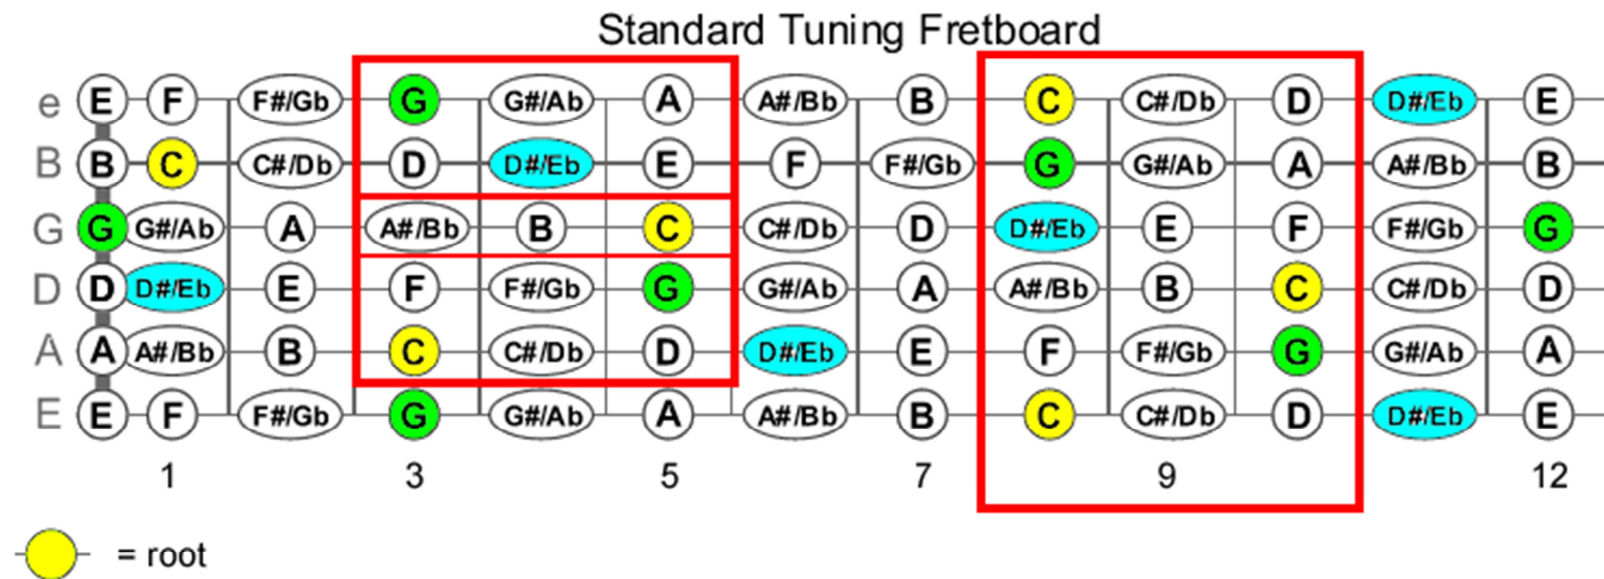 Standard Tuning Fretboard
e E F F#/Gb G G#/Ab A A#/Bb B C C#/Db D D#/Eb E
B B C C#/Db D D#/Eb E F F#/Gb G G#/Ab A A#/Bb B
G G G#/Ab A A#/Bb B C C#/Db D D#/Eb E F F#/Gb G
D D D#/Eb E F F#/Gb G G#/Ab A A#/Bb B C C#/Db D
A A A#/Bb B C C#/Db D D#/Eb E F F#/Gb G G#/Ab A
E E F F#/Gb G G#/Ab A A#/Bb B C C#/Db D D#/Eb E
1 3 5 7 9 12
= root